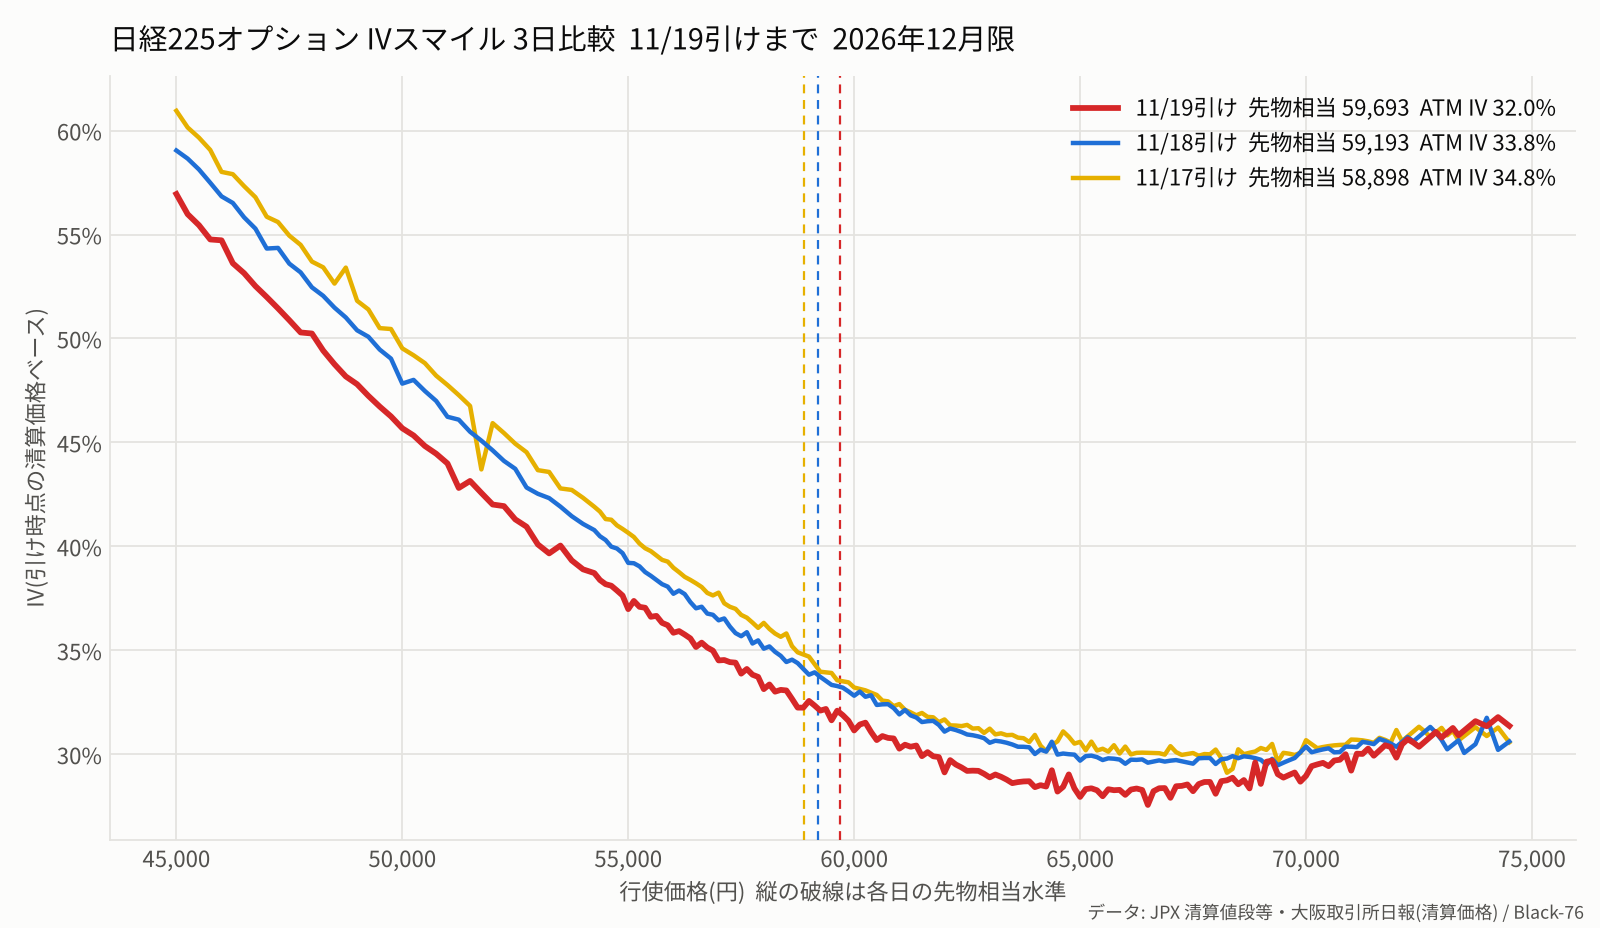 日経225オプション IVスマイル 3日比較 11/19引けまで 2026年12月限
11/19引け 先物相当 59,693 ATM IV 32.0%
11/18引け 先物相当 59,193 ATM IV 33.8%
11/17引け 先物相当 58,898 ATM IV 34.8%
60%
55%
50%
45%
40%
35%
30%
IV(引け時点の清算価格ベース)
45,000
50,000
55,000
60,000
65,000
70,000
75,000
行使価格(円) 縦の破線は各日の先物相当水準
データ: JPX 清算値段等・大阪取引所日報(清算価格) / Black-76